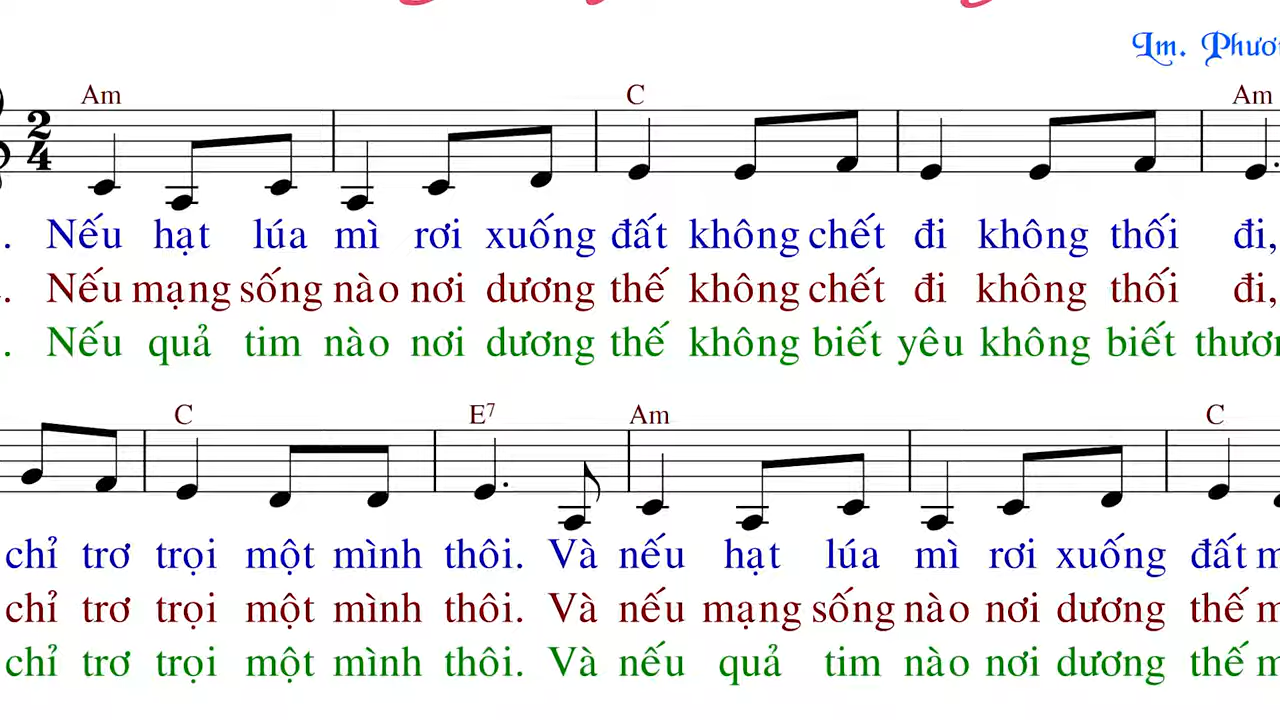 Lm.
Am C Am
2
4
. Nếu hạt lúa mì rơi xuống đất không chết đi không thối đi,
. Nếu mạng sống nào nơi dương thế không chết đi không thối đi,
. Nếu quả tim nào nơi dương thế không biết yêu không biết
C E7 Am C
chỉ trơ trọi một mình thôi. Và nếu hạt lúa mì rơi xuống đất
chỉ trơ trọi một mình thôi. Và nếu mạng sống nào nơi dương thế
chỉ trơ trọi một mình thôi. Và nếu quả tim nào nơi dương thế